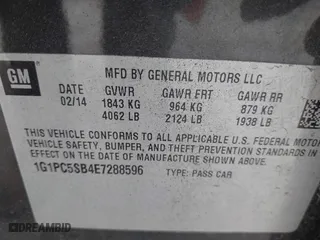 GM
MFD BY GENERAL MOTORS LLC
DATE GVWR GAWR FRT GAWR RR
02/14 1843 KG 964 KG 879 KG
4062 LB 2124 LB 1938 LB
THIS VEHICLE CONFORMS TO ALL APPLICABLE U.S. FEDERAL MOTOR
VEHICLE SAFETY, BUMPER, AND THEFT PREVENTION STANDARDS
IN EFFECT ON THE DATE OF MANUFACTURE SHOWN ABOVE.
1G1PC5SB4E7288596 TYPE: PASS CAR